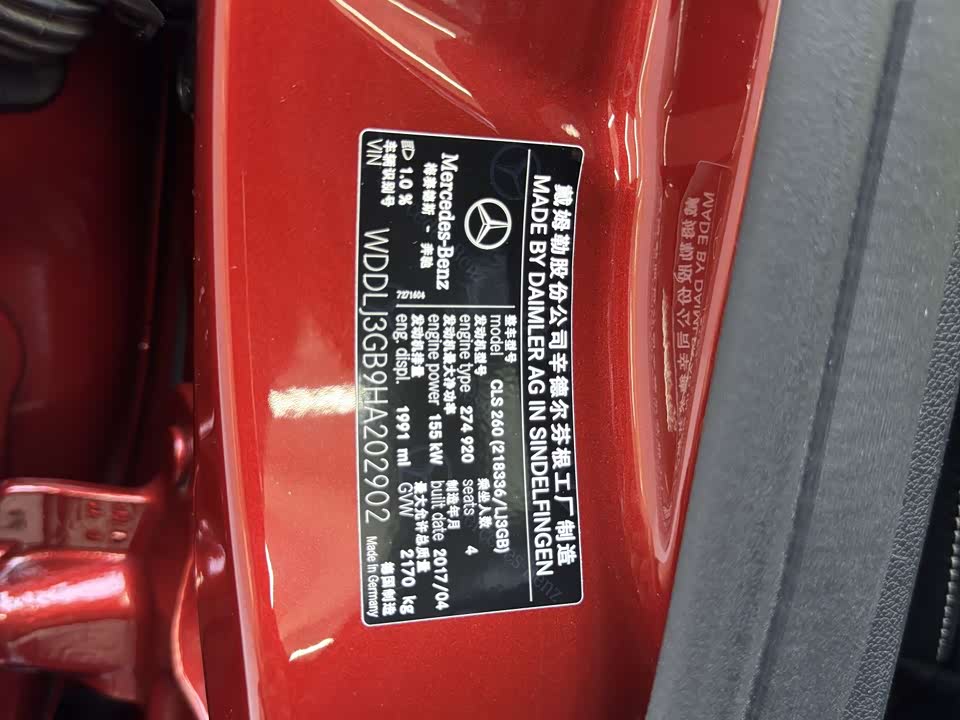 戴姆勒股份公司辛德尔芬根工厂制造
MADE BY DAIMLER AG IN SINDELFINGEN
Mercedes-Benz
梅赛德斯 - 奔驰
7271604
整车型号
model CLS 260 (218336/LJ3GB)
发动机型号 乘坐人数
engine type 274 920 seats 4
发动机最大净功率 制造年月
engine power 155 kW built date 2017/04
发动机排量 最大允许总质量
eng. displ. 1991 ml GVW 2170 kg
1.0 %
车辆识别号 德国制造
VIN WDDLJ3GB9HA202902 Made in Germany